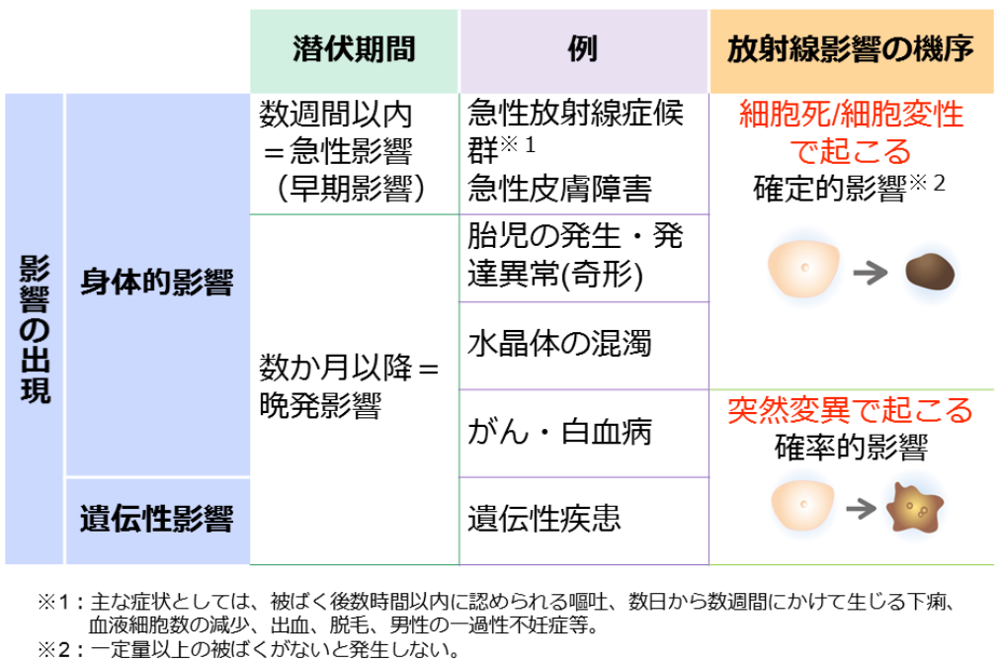 潜伏期間
例
放射線影響の機序
影響の出現
身体的影響
数週間以内
＝急性影響
（早期影響）
急性放射線症候
群※１
急性皮膚障害
細胞死/細胞変性
で起こる
確定的影響※２
数か月以降＝
晩発影響
胎児の発生・発
達異常(奇形)
水晶体の混濁
がん・白血病
突然変異で起こる
確率的影響
遺伝性影響
遺伝性疾患
※1：主な症状としては、被ばく後数時間以内に認められる嘔吐、数日から数週間にかけて生じる下痢、
血液細胞数の減少、出血、脱毛、男性の一過性不妊症等。
※2：一定量以上の被ばくがないと発生しない。